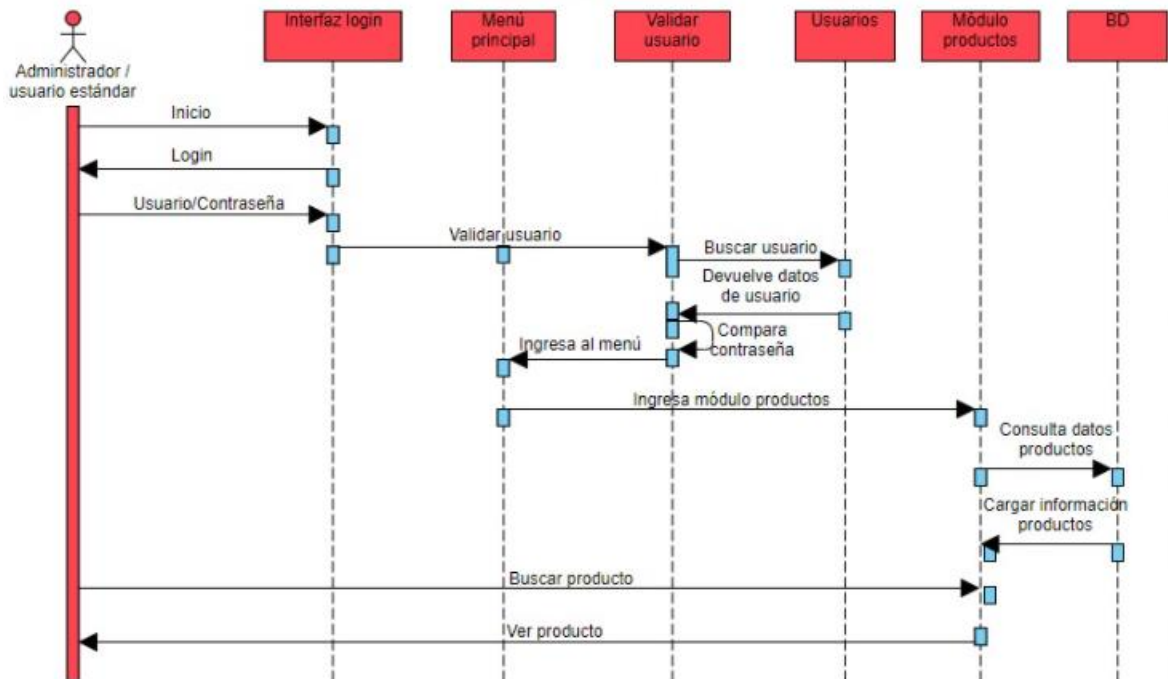 Interfaz login
Menú
principal
Validar
usuario
Usuarios
Módulo
productos
BD
Administrador /
usuario estándar
Inicio
Login
Usuario/Contraseña
Validar usuario
Buscar usuario
Devuelve datos
de usuario
Compara
contraseña
Ingresa al menú
Ingresa módulo productos
Consulta datos
productos
Cargar información
productos
Buscar producto
Ver producto